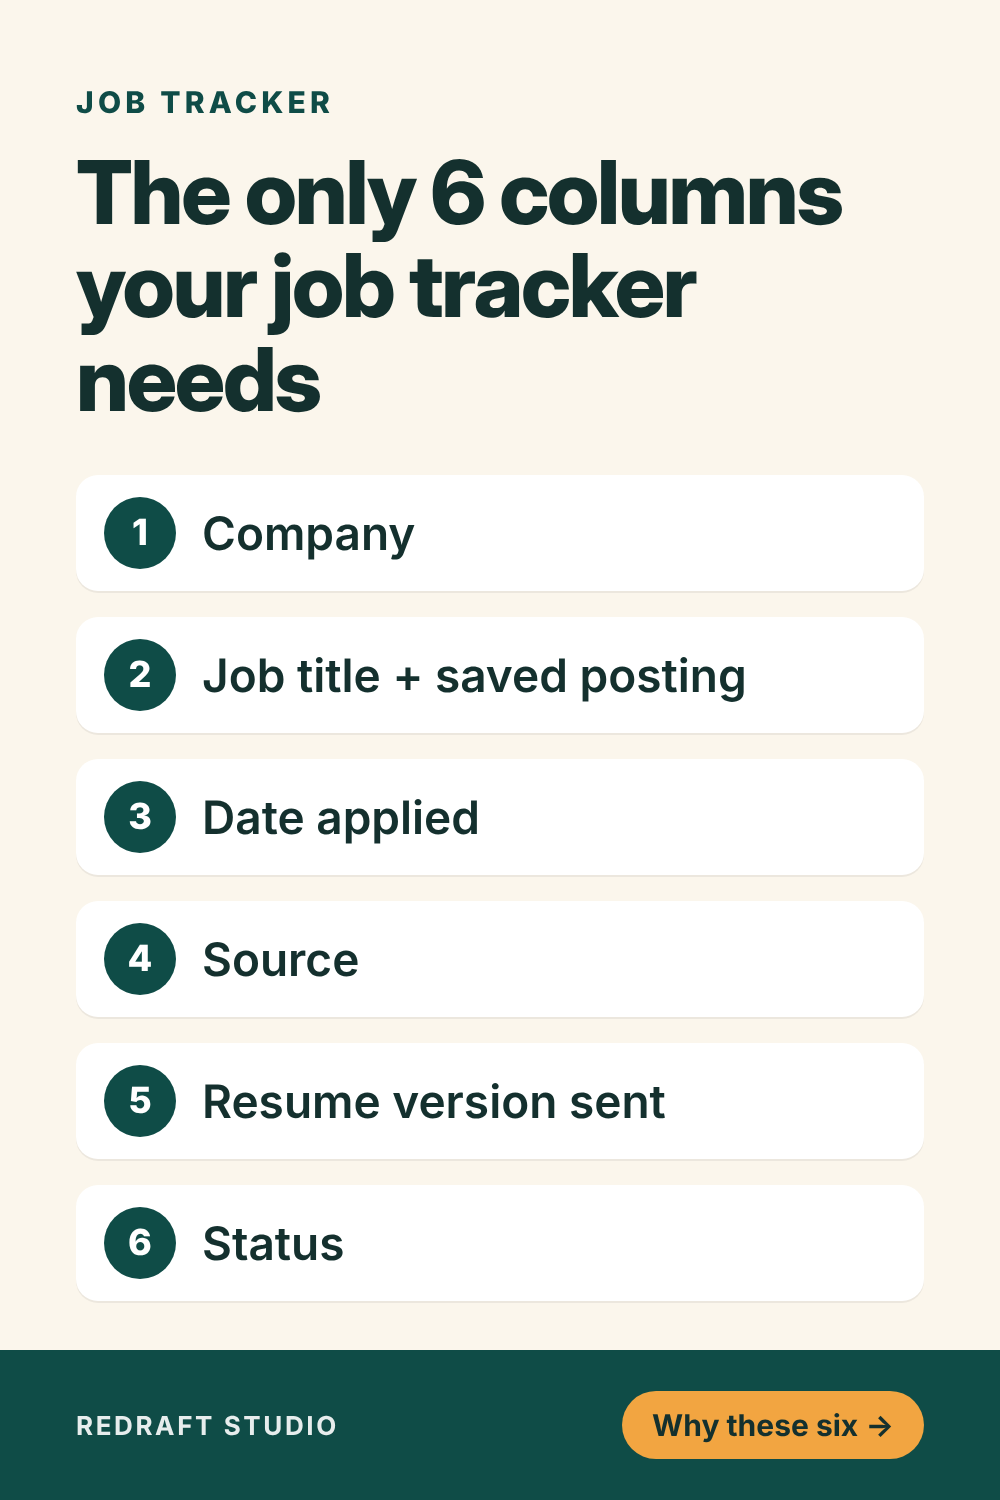 JOB TRACKER
The only 6 columns
your job tracker
needs
1 Company
2 Job title + saved posting
3 Date applied
4 Source
5 Resume version sent
6 Status
REDRAFT STUDIO
Why these six →